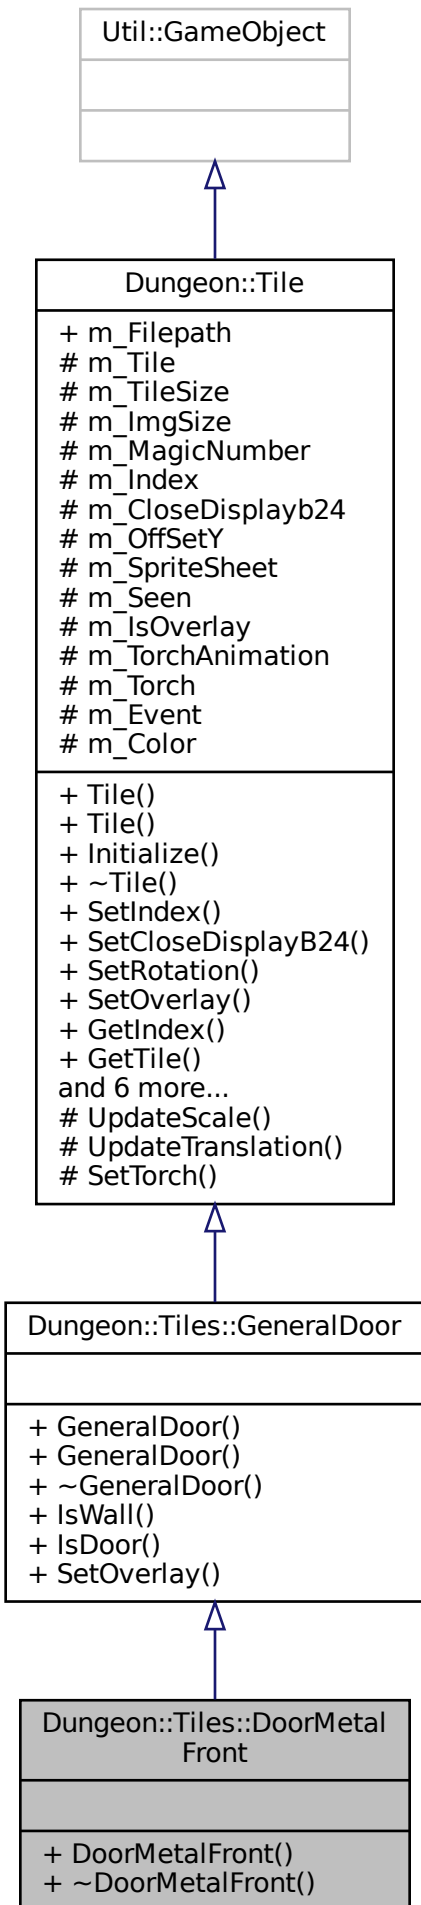 Util::GameObject
Dungeon::Tile
+ m_Filepath
# m_Tile
# m_TileSize
# m_ImgSize
# m_MagicNumber
# m_Index
# m_CloseDisplayb24
# m_OffSetY
# m_SpriteSheet
# m_Seen
# m_IsOverlay
# m_TorchAnimation
# m_Torch
# m_Event
# m_Color
+ Tile()
+ Tile()
+ Initialize()
+ ~Tile()
+ SetIndex()
+ SetCloseDisplayB24()
+ SetRotation()
+ SetOverlay()
+ GetIndex()
+ GetTile()
and 6 more...
# UpdateScale()
# UpdateTranslation()
# SetTorch()
Dungeon::Tiles::GeneralDoor
+ GeneralDoor()
+ GeneralDoor()
+ ~GeneralDoor()
+ IsWall()
+ IsDoor()
+ SetOverlay()
Dungeon::Tiles::DoorMetal
Front
+ DoorMetalFront()
+ ~DoorMetalFront()